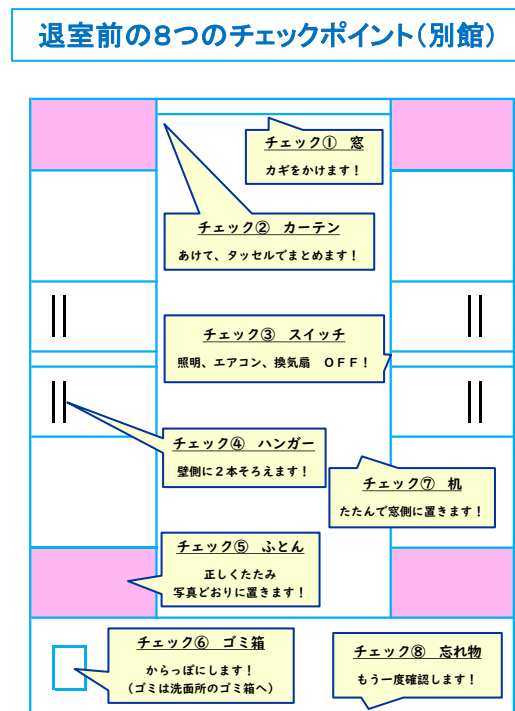 退室前の８つのチェックポイント（別館）
チェック① 窓
カギをかけます！
チェック② カーテン
あけて、タッセルでまとめます！
チェック③ スイッチ
照明、エアコン、換気扇　ＯＦＦ！
チェック④ ハンガー
壁側に２本そろえます！
チェック⑦ 机
たたんで窓側に置きます！
チェック⑤ ふとん
正しくたたみ
写真どおりに置きます！
チェック⑥ ゴミ箱
からっぽにします！
（ゴミは洗面所のゴミ箱へ）
チェック⑧ 忘れ物
もう一度確認します！